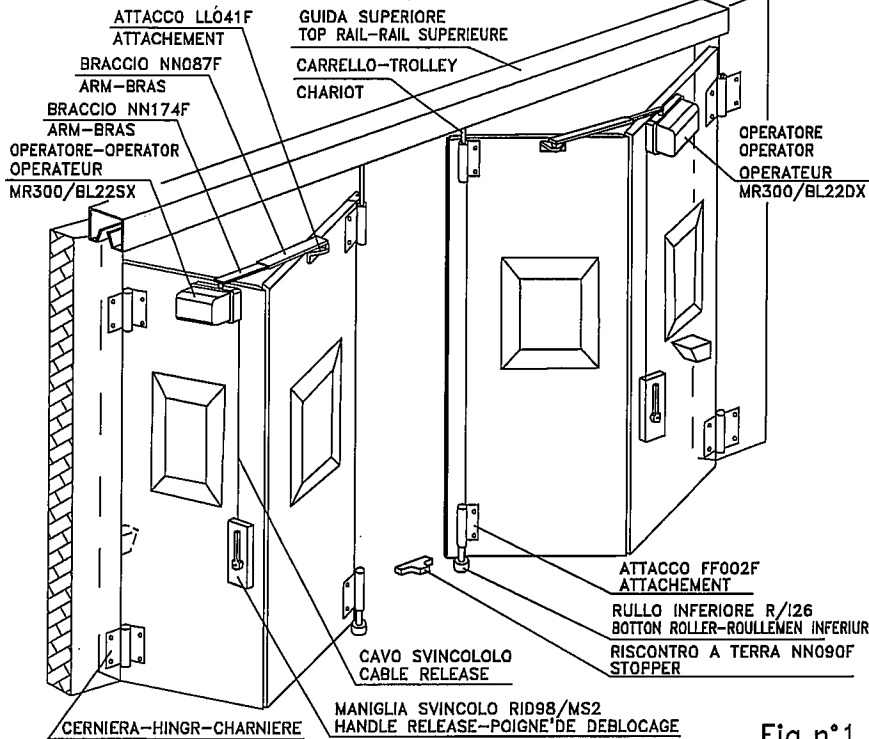 ATTACCO LL041F
ATTACHEMENT
BRACCIO NN087F
ARM-BRAS
BRACCIO NN174F
ARM-BRAS
OPERATORE-OPERATOR
OPERATEUR
MR300/BL22SX
GUIDA SUPERIORE
TOP RAIL-RAIL SUPERIEURE
CARRELLO-TROLLEY
CHARIOT
OPERATORE
OPERATOR
OPERATEUR
MR300/BL22DX
ATTACCO FF002F
ATTACHEMENT
RULLO INFERIORE R/126
BOTTON ROLLER-ROULLEMEN INFERIUR
RISCONTRO A TERRA NN090F
STOPPER
CAVO SVINCOLOLO
CABLE RELEASE
MANIGLIA SVINCOLO RID98/MS2
HANDLE RELEASE-POIGNE'DE DEBLOCAGE
CERNIERA-HINGR-CHARNIERE
Fig n°1